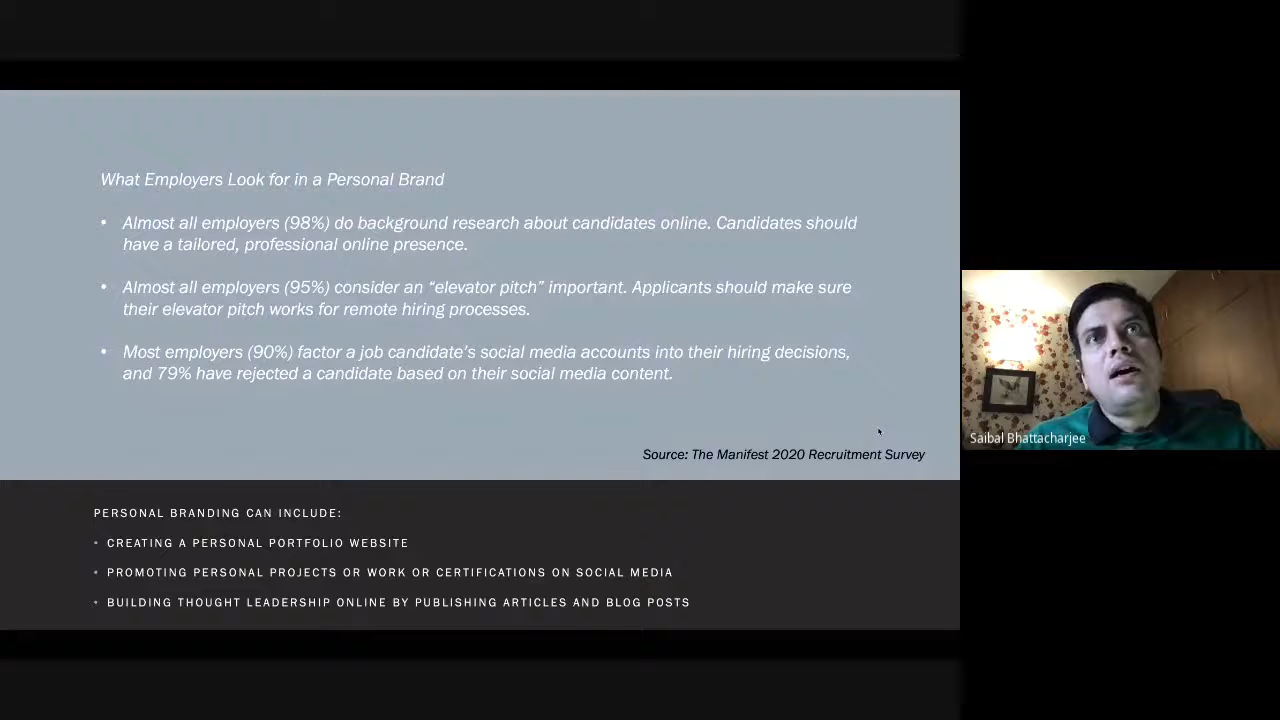 What Employers Look for in a Personal Brand
• Almost all employers (98%) do background research about candidates online. Candidates should
have a tailored, professional online presence.
• Almost all employers (95%) consider an “elevator pitch” important. Applicants should make sure
their elevator pitch works for remote hiring processes.
• Most employers (90%) factor a job candidate's social media accounts into their hiring decisions,
and 79% have rejected a candidate based on their social media content.
Source: The Manifest 2020 Recruitment Survey
PERSONAL BRANDING CAN INCLUDE:
• CREATING A PERSONAL PORTFOLIO WEBSITE
• PROMOTING PERSONAL PROJECTS OR WORK OR CERTIFICATIONS ON SOCIAL MEDIA
• BUILDING THOUGHT LEADERSHIP ONLINE BY PUBLISHING ARTICLES AND BLOG POSTS
Saibal Bhattacharjee